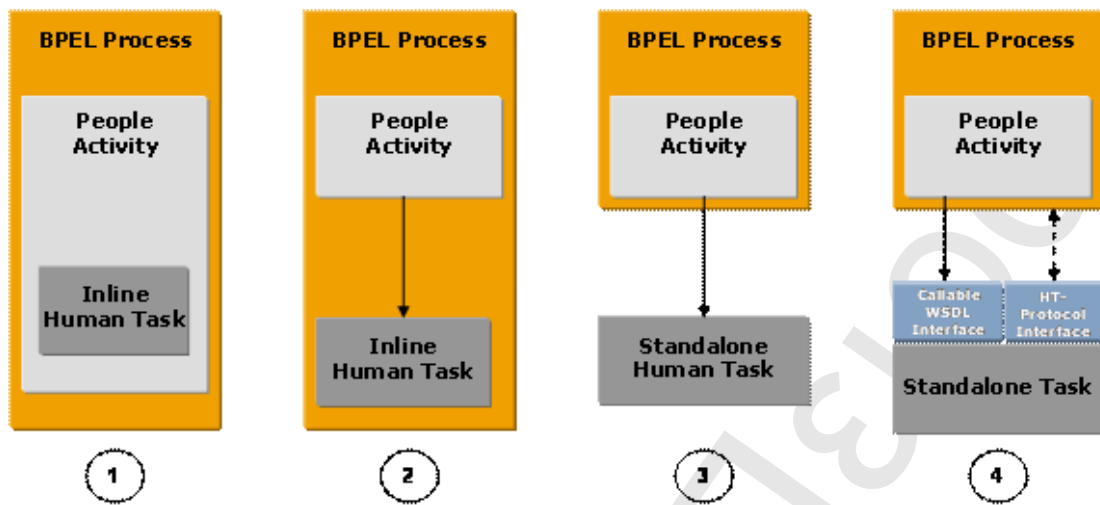 BPEL Process
People
Activity
Inline
Human Task
1
BPEL Process
People
Activity
Inline
Human Task
2
BPEL Process
People
Activity
Standalone
Human Task
3
BPEL Process
People
Activity
Callable
WSDL
Interface
HT-
Protocol
Interface
Standalone Task
4